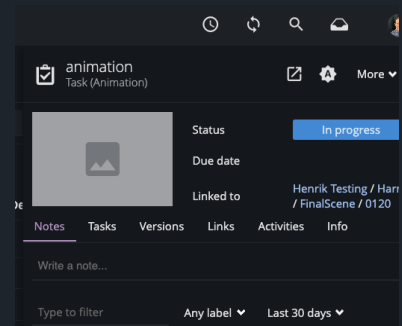 animation
Task (Animation)
More
Status
In progress
Due date
Linked to
Henrik Testing / Harr
/ FinalScene / 0120
Notes Tasks Versions Links Activities Info
Write a note...
Type to filter
Any label
Last 30 days